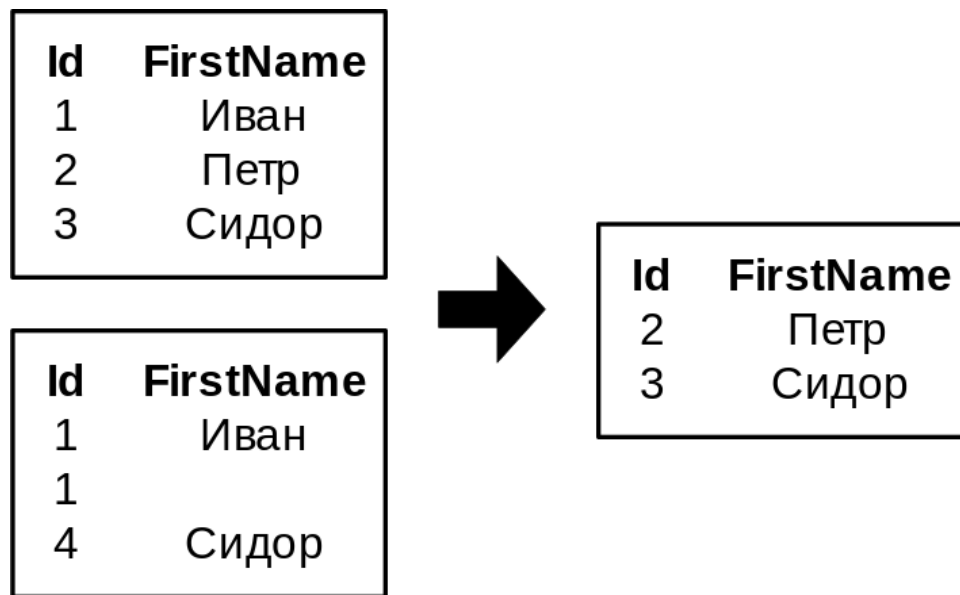 Id FirstName
1 Иван
2 Петр
3 Сидор
Id FirstName
1 Иван
1
4 Сидор
Id FirstName
2 Петр
3 Сидор